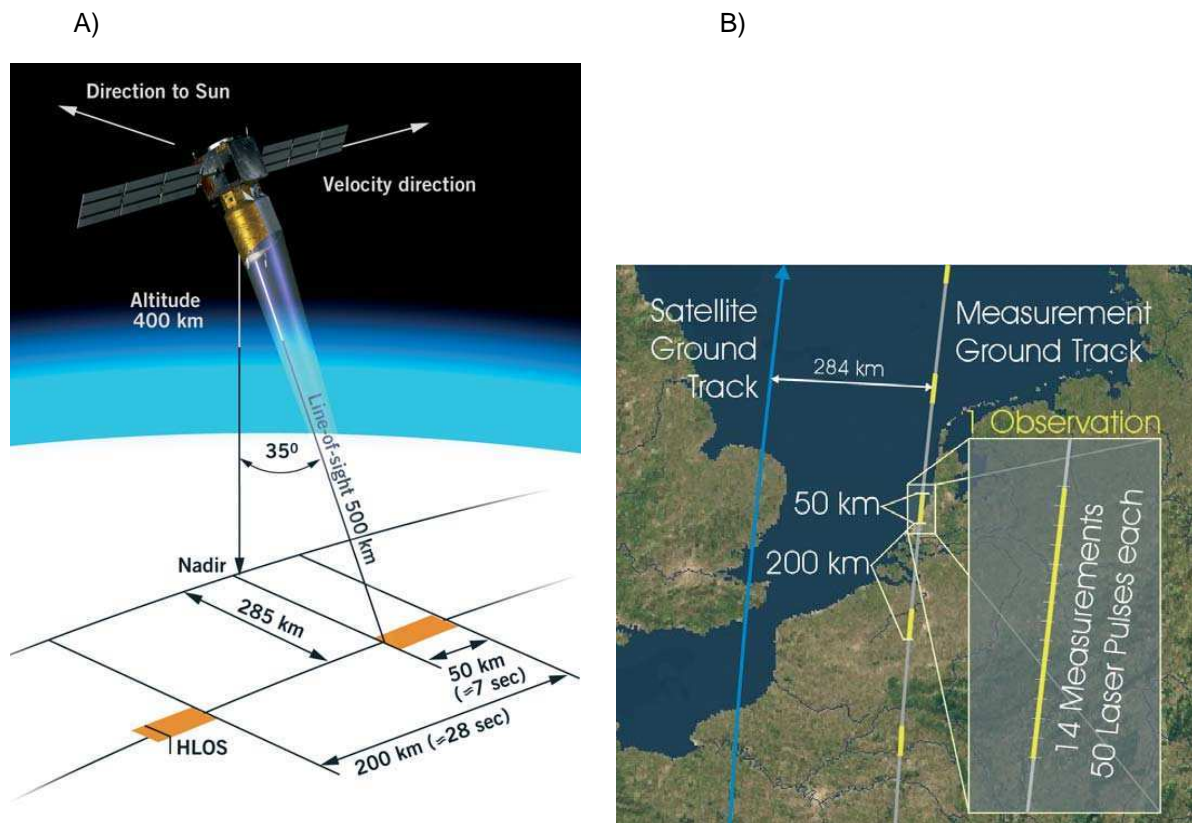 A)
B)
Direction to Sun
Velocity direction
Altitude
400 km
Line-of-sight 500 km
35⁰
Nadir
285 km
50 km
(≈7 sec)
200 km (≈28 sec)
HLOS
Satellite
Ground
Track
Measurement
Ground Track
284 km
1 Observation
50 km
200 km
14 Measurements
50 Laser Pulses each